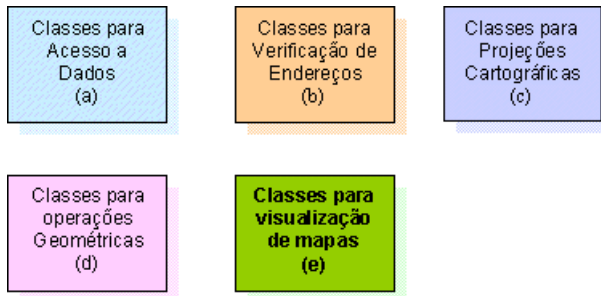 Classes para
Acesso a
Dados
(a)
Classes para
Verificação de
Endereços
(b)
Classes para
Projeções
Cartográficas
(c)
Classes para
operações
Geométricas
(d)
Classes para
visualização
de mapas
(e)